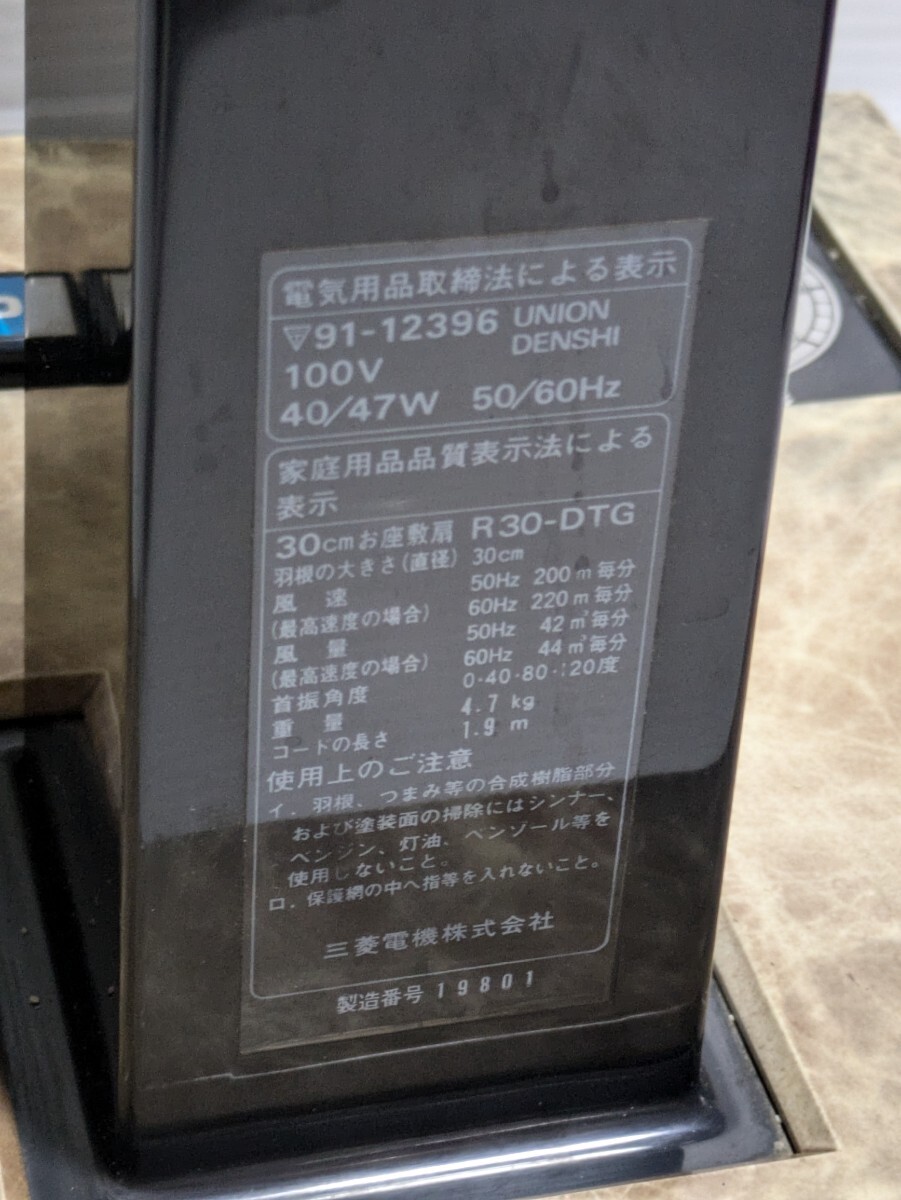 電気用品取締法による表示
91-12396 UNION DENSHI
100V
40/47W 50/60Hz
家庭用品品質表示法による
表示
30cmお座敷扇 R30-DTG
羽根の大きさ(直径) 30cm
風速 50Hz 200m毎分
(最高速度の場合) 60Hz 220m毎分
風量 50Hz 42m³毎分
(最高速度の場合) 60Hz 44m³毎分
首振角度 0・40・80・120度
重量 4.7kg
コードの長さ 1.9m
使用上のご注意
イ. 羽根、つまみ等の合成樹脂部分
および塗装面の掃除にはシンナー、
ベンジン、灯油、ベンゾール等を
使用しないこと。
ロ. 保護網の中へ指等を入れないこと。
三菱電機株式会社
製造番号 19801